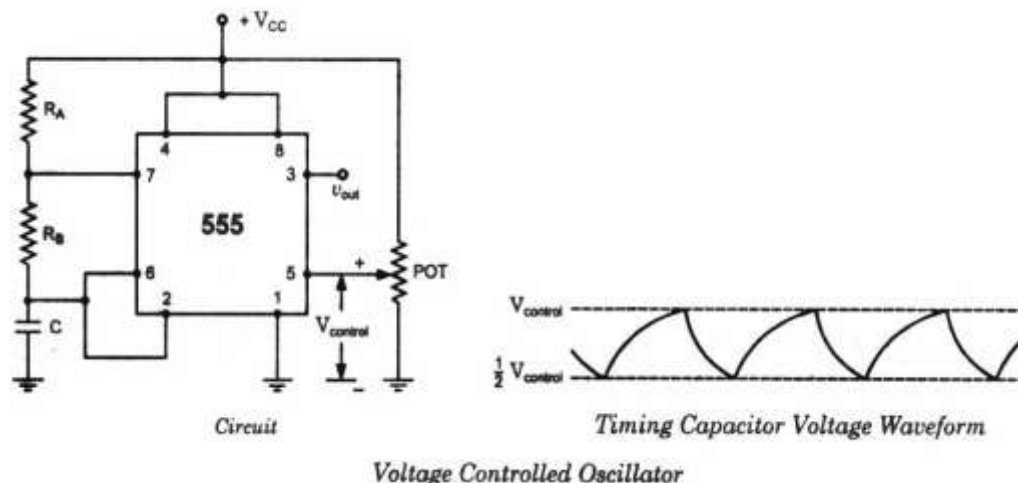 + VCC
RA
4
8
7
3
vout
RB
555
6
5
+
POT
2
1
C
Vcontrol
−
Vcontrol
1/2 Vcontrol
Circuit
Timing Capacitor Voltage Waveform
Voltage Controlled Oscillator